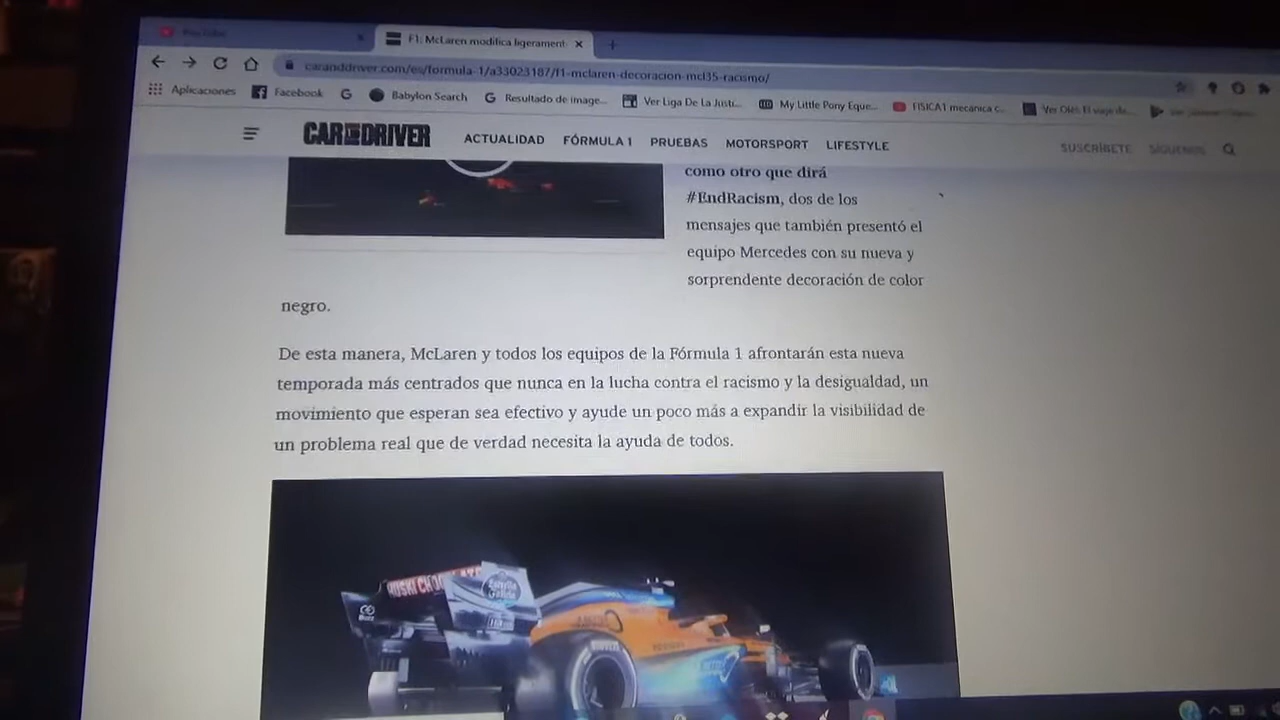 F1: McLaren modifica ligerament
caranddriver.com/es/formula-1/a33023187/f1-mclaren-decoracion-mcl35-racismo/
Aplicaciones Facebook Babylon Search Resultado de image... Ver Liga De La Justi... My Little Pony Eque... FISICA1 mecánica c...
CAR AND DRIVER ACTUALIDAD FÓRMULA 1 PRUEBAS MOTORSPORT LIFESTYLE SUSCRÍBETE SÍGUENOS
como otro que dirá
#EndRacism, dos de los
mensajes que también presentó el
equipo Mercedes con su nueva y
sorprendente decoración de color
negro.
De esta manera, McLaren y todos los equipos de la Fórmula 1 afrontarán esta nueva
temporada más centrados que nunca en la lucha contra el racismo y la desigualdad, un
movimiento que esperan sea efectivo y ayude un poco más a expandir la visibilidad de
un problema real que de verdad necesita la ayuda de todos.
Estrella
Galicia